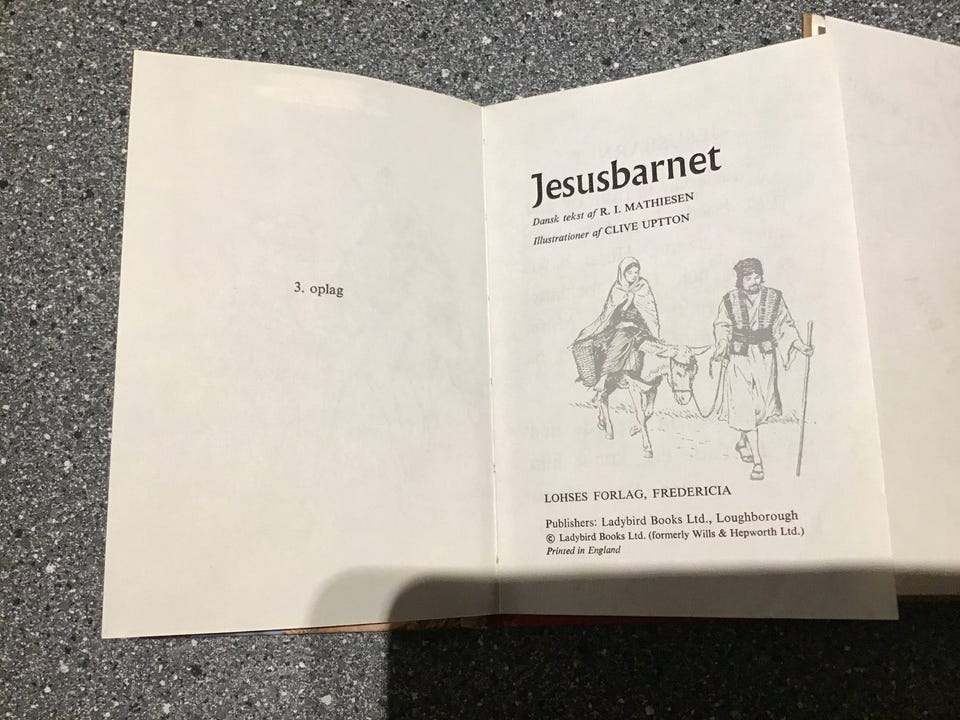 3. oplag
Jesusbarnet
Dansk tekst af R. I. MATHIESEN
Illustrationer af CLIVE UPTTON
LOHSES FORLAG, FREDERICIA
Publishers: Ladybird Books Ltd., Loughborough
© Ladybird Books Ltd. (formerly Wills & Hepworth Ltd.)
Printed in England